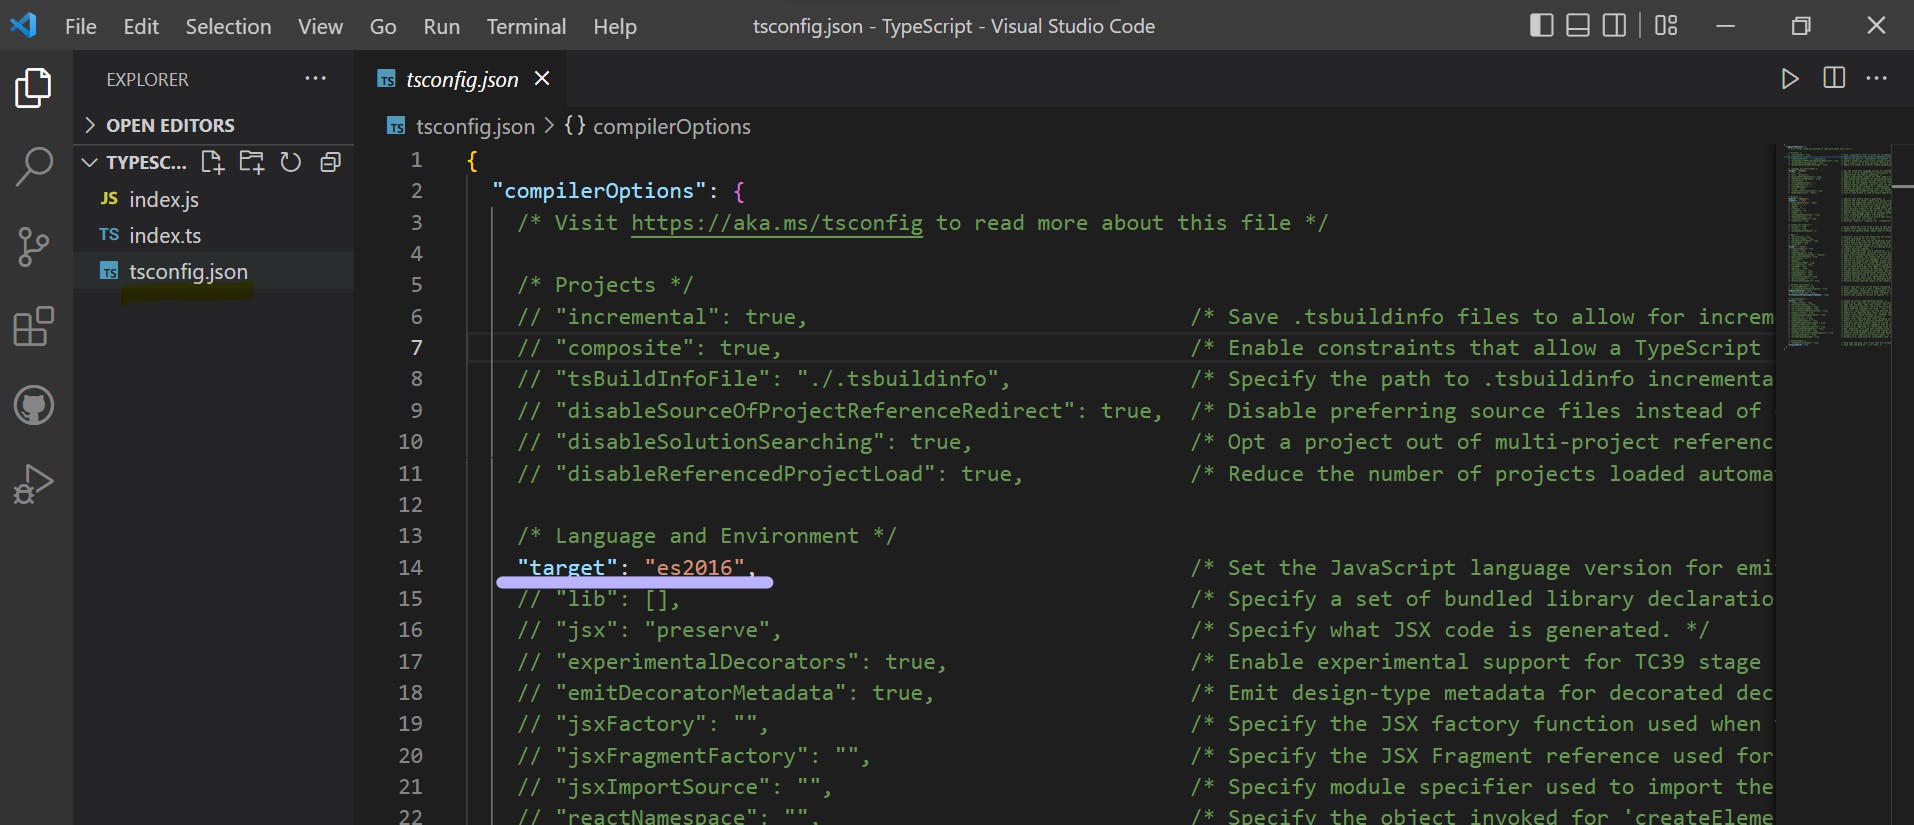 File Edit Selection View Go Run Terminal Help tsconfig.json - TypeScript - Visual Studio Code
EXPLORER
OPEN EDITORS
TYPESC...
JS index.js
TS index.ts
TS tsconfig.json
TS tsconfig.json
TS tsconfig.json > {} compilerOptions
1 {
2 "compilerOptions": {
3 /* Visit https://aka.ms/tsconfig to read more about this file */
4
5 /* Projects */
6 // "incremental": true, /* Save .tsbuildinfo files to allow for increm
7 // "composite": true, /* Enable constraints that allow a TypeScript
8 // "tsBuildInfoFile": "./.tsbuildinfo", /* Specify the path to .tsbuildinfo incrementa
9 // "disableSourceOfProjectReferenceRedirect": true, /* Disable preferring source files instead of
10 // "disableSolutionSearching": true, /* Opt a project out of multi-project referenc
11 // "disableReferencedProjectLoad": true, /* Reduce the number of projects loaded automa
12
13 /* Language and Environment */
14 "target": "es2016", /* Set the JavaScript language version for emi
15 // "lib": [], /* Specify a set of bundled library declaratio
16 // "jsx": "preserve", /* Specify what JSX code is generated. */
17 // "experimentalDecorators": true, /* Enable experimental support for TC39 stage
18 // "emitDecoratorMetadata": true, /* Emit design-type metadata for decorated dec
19 // "jsxFactory": "", /* Specify the JSX factory function used when
20 // "jsxFragmentFactory": "", /* Specify the JSX Fragment reference used for
21 // "jsxImportSource": "", /* Specify module specifier used to import the
22 // "reactNamespace": "", /* Specify the object invoked for 'createEleme